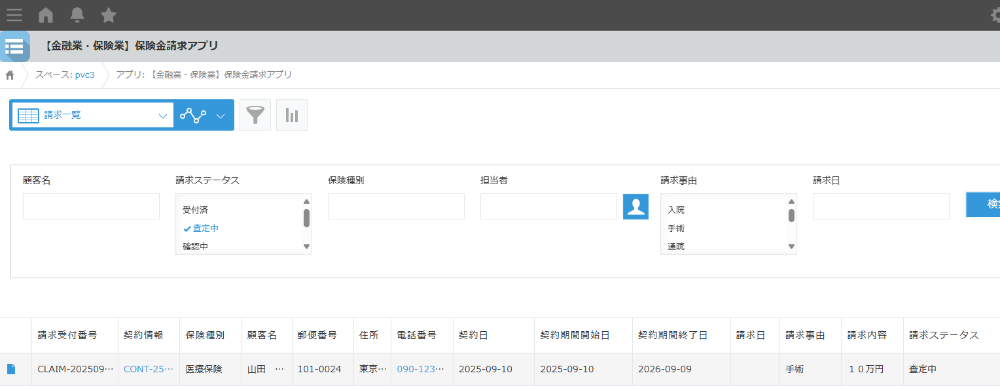 【金融業・保険業】保険金請求アプリ
スペース: pvc3 アプリ: 【金融業・保険業】保険金請求アプリ
請求一覧
顧客名 請求ステータス 保険種別 担当者 請求事由 請求日
検
受付済 入院
査定中 手術
確認中 通院
請求受付番号 契約情報 保険種別 顧客名 郵便番号 住所 電話番号 契約日 契約期間開始日 契約期間終了日 請求日 請求事由 請求内容 請求ステータス
CLAIM-202509… CONT-25… 医療保険 山田 … 101-0024 東京… 090-123… 2025-09-10 2025-09-10 2026-09-09 手術 １０万円 査定中